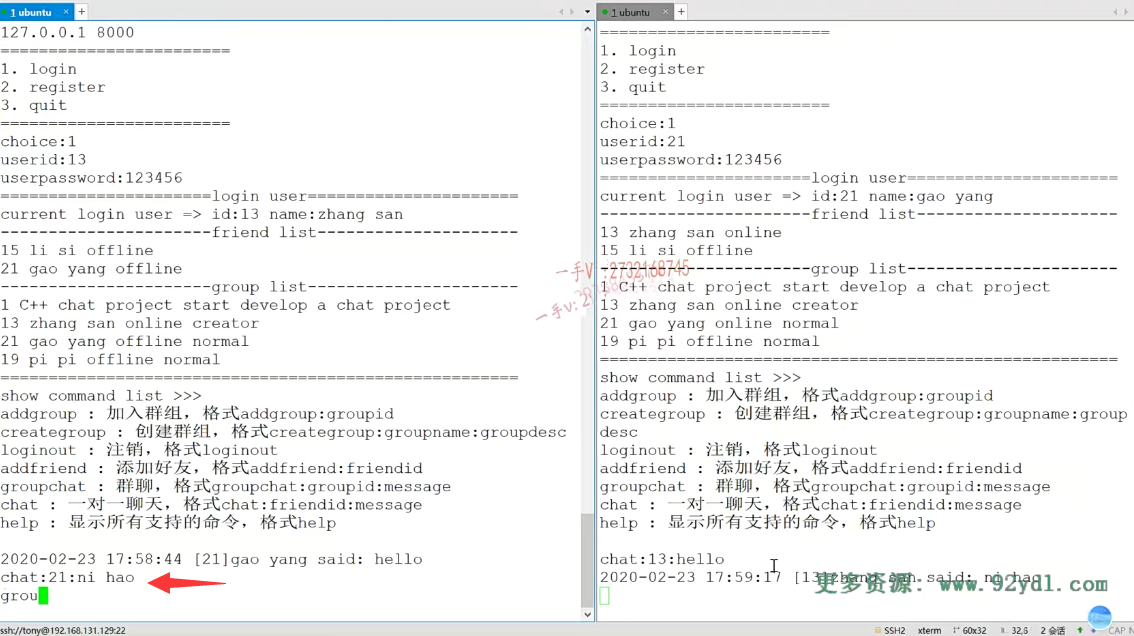 1 ubuntu × +
127.0.0.1 8000
========================
1. login
2. register
3. quit
========================
choice:1
userid:13
userpassword:123456
======================login user======================
current login user => id:13 name:zhang san
----------------------friend list---------------------
15 li si offline
21 gao yang offline
----------------------group list----------------------
1 C++ chat project start develop a chat project
13 zhang san online creator
21 gao yang offline normal
19 pi pi offline normal
======================================================
show command list >>>
addgroup : 加入群组，格式addgroup:groupid
creategroup : 创建群组，格式creategroup:groupname:groupdesc
loginout : 注销，格式loginout
addfriend : 添加好友，格式addfriend:friendid
groupchat : 群聊，格式groupchat:groupid:message
chat : 一对一聊天，格式chat:friendid:message
help : 显示所有支持的命令，格式help
2020-02-23 17:58:44 [21]gao yang said: hello
chat:21:ni hao
grou
1 ubuntu × +
========================
1. login
2. register
3. quit
========================
choice:1
userid:21
userpassword:123456
======================login user======================
current login user => id:21 name:gao yang
----------------------friend list---------------------
13 zhang san online
15 li si offline
----------------------group list----------------------
1 C++ chat project start develop a chat project
13 zhang san online creator
21 gao yang online normal
19 pi pi offline normal
======================================================
show command list >>>
addgroup : 加入群组，格式addgroup:groupid
creategroup : 创建群组，格式creategroup:groupname:group
desc
loginout : 注销，格式loginout
addfriend : 添加好友，格式addfriend:friendid
groupchat : 群聊，格式groupchat:groupid:message
chat : 一对一聊天，格式chat:friendid:message
help : 显示所有支持的命令，格式help
chat:13:hello
2020-02-23 17:59:17 [13]zhang san said: ni hao
一手V:2732168745
一手v:
更多资源: www.92ydl.com
ssh://tony@192.168.131.129:22
SSH2 xterm 60x32 32,6 2 会话 CAP